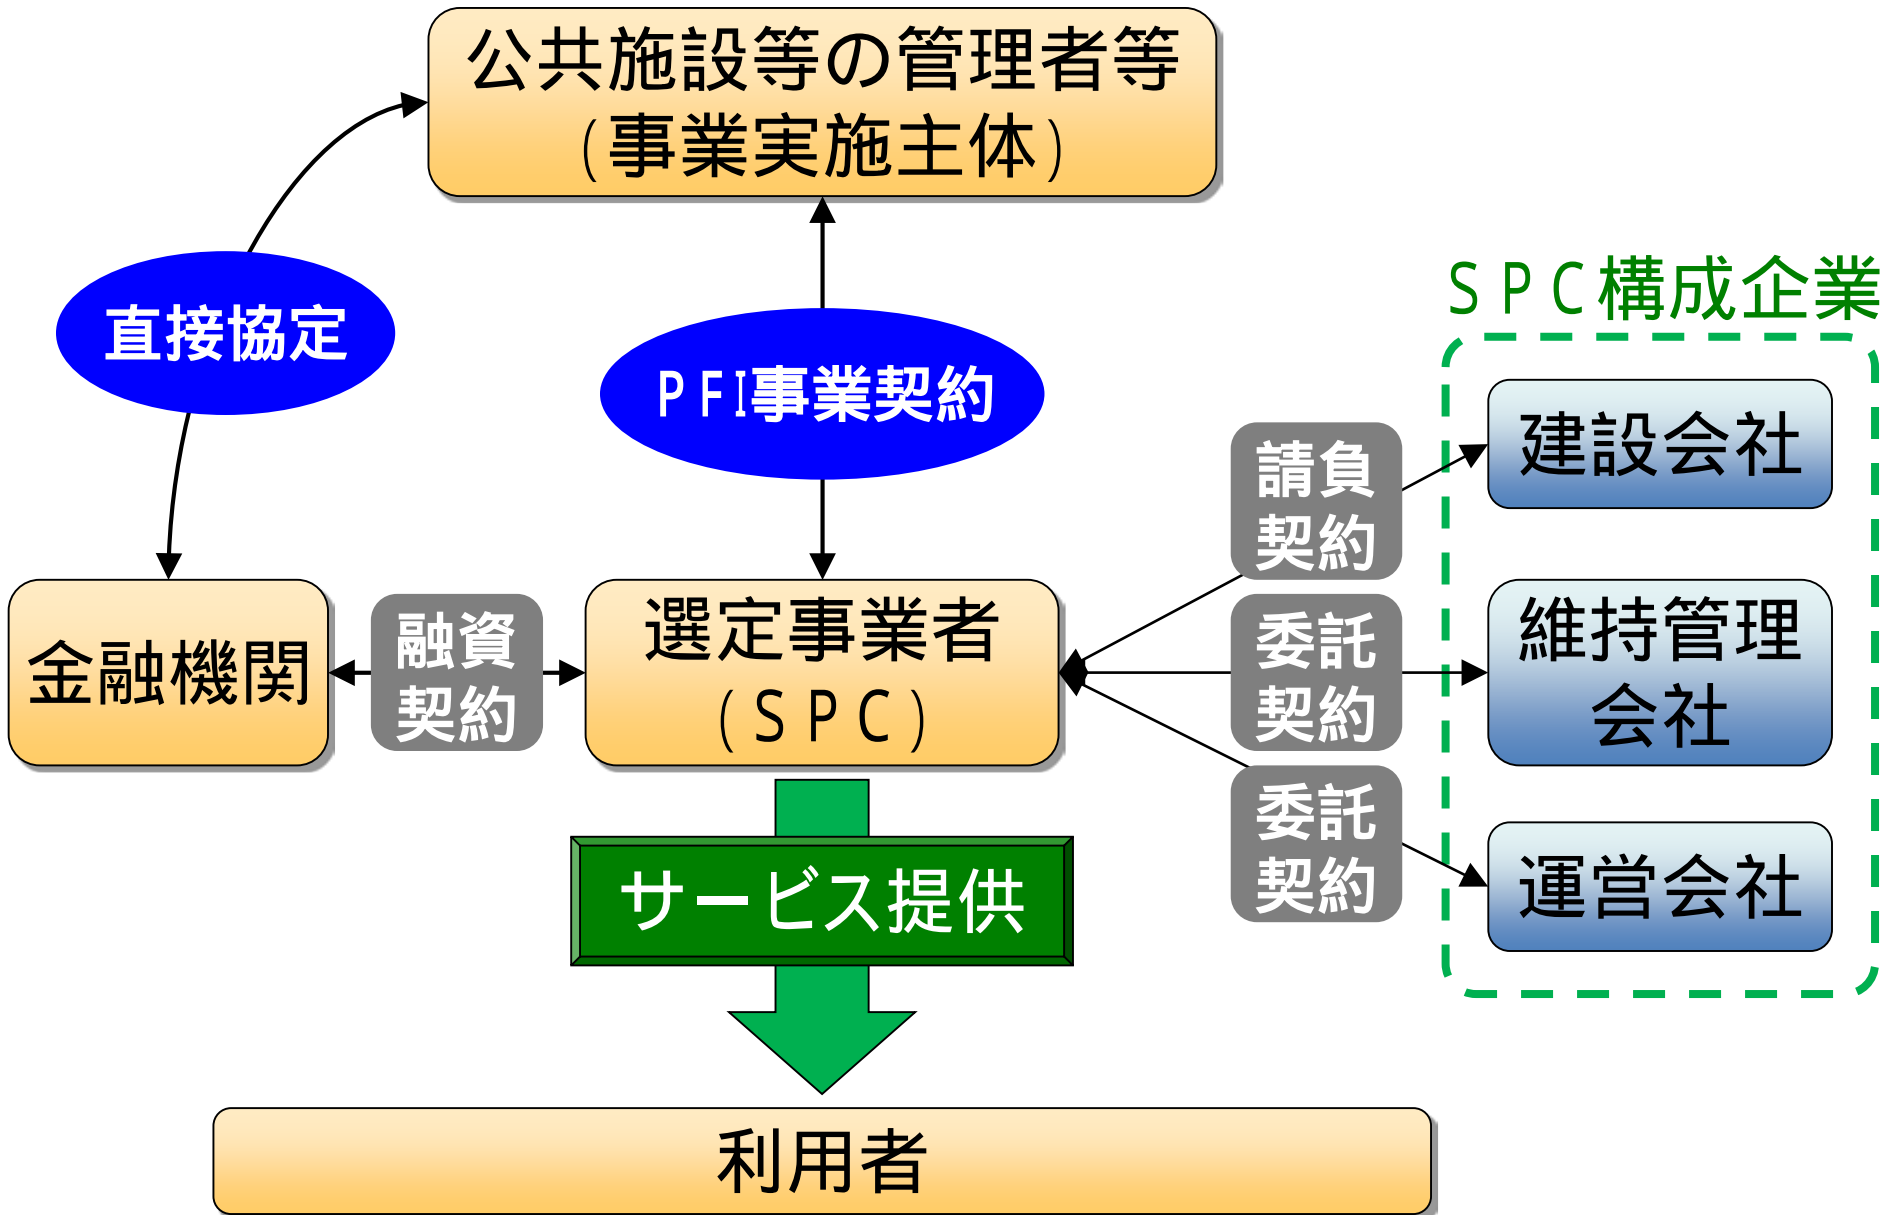 公共施設等の管理者等
(事業実施主体)
直接協定
PFI事業契約
SPC構成企業
請負
契約
建設会社
金融機関
融資
契約
選定事業者
(SPC)
委託
契約
維持管理
会社
委託
契約
運営会社
サービス提供
利用者